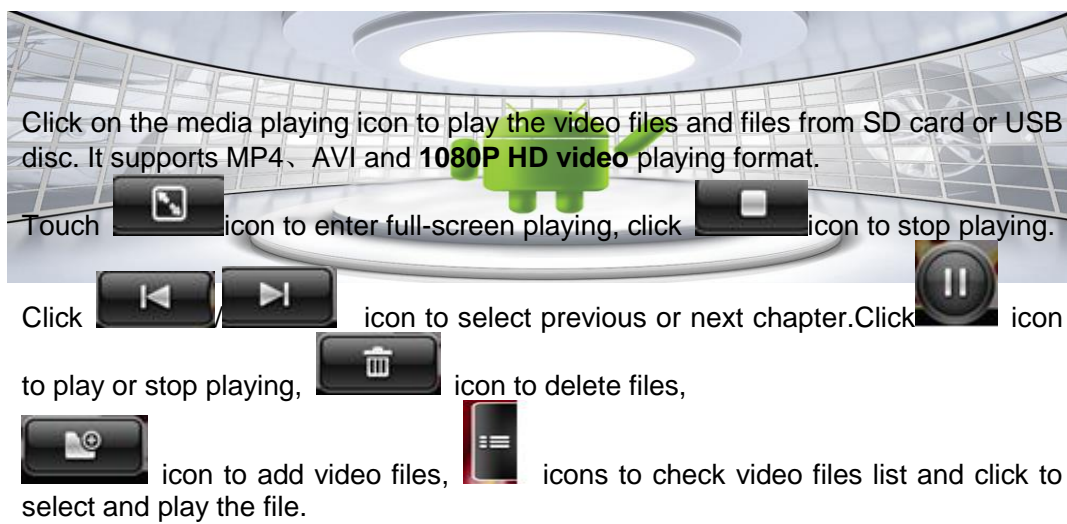 Click on the media playing icon to play the video files and files from SD card or USB
disc. It supports MP4、AVI and 1080P HD video playing format.
Touch icon to enter full-screen playing, click icon to stop playing.
Click / icon to select previous or next chapter.Click icon
to play or stop playing, icon to delete files,
icon to add video files, icons to check video files list and click to
select and play the file.